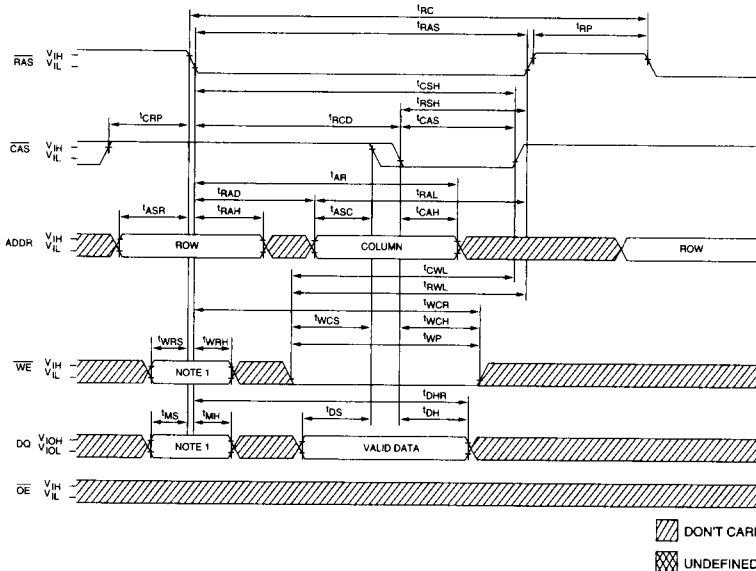 tRC
tRAS
tRP
RAS VIH
VIL
tCSH
tRSH
tCRP
tRCD
tCAS
CAS VIH
VIL
tAR
tRAD
tRAL
tASR
tRAH
tASC
tCAH
ADDR VIH
VIL
ROW
COLUMN
ROW
tCWL
tRWL
tWCR
tWCS
tWCH
tWRS
tWRH
tWP
WE VIH
VIL
NOTE 1
tDHR
tMS
tMH
tDS
tDH
DQ VIOH
VIOL
NOTE 1
VALID DATA
OE VIH
VIL
DON'T CARE
UNDEFINED